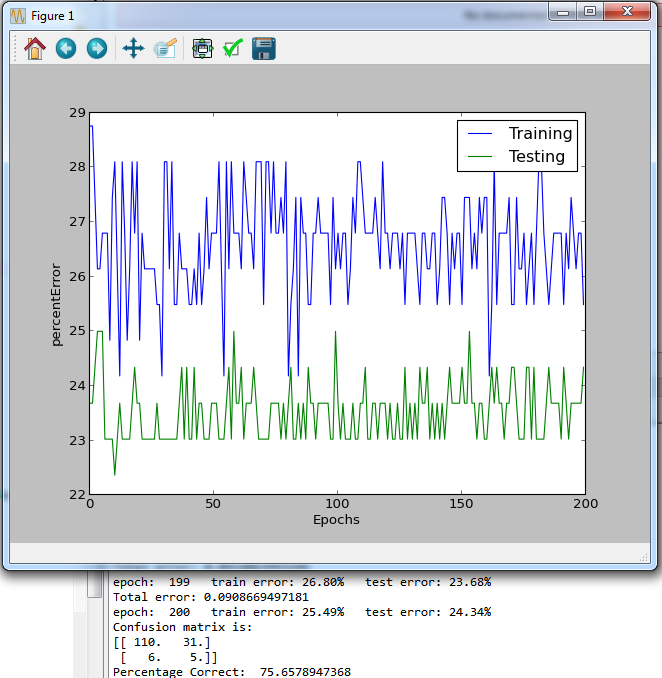 Figure 1
29
28
27
26
25
24
23
22
percentError
Training
Testing
0 50 100 150 200
Epochs
epoch:  199   train error: 26.80%   test error: 23.68%
Total error: 0.0908669497181
epoch:  200   train error: 25.49%   test error: 24.34%
Confusion matrix is:
[[ 110.   31.]
 [   6.    5.]]
Percentage Correct:  75.6578947368